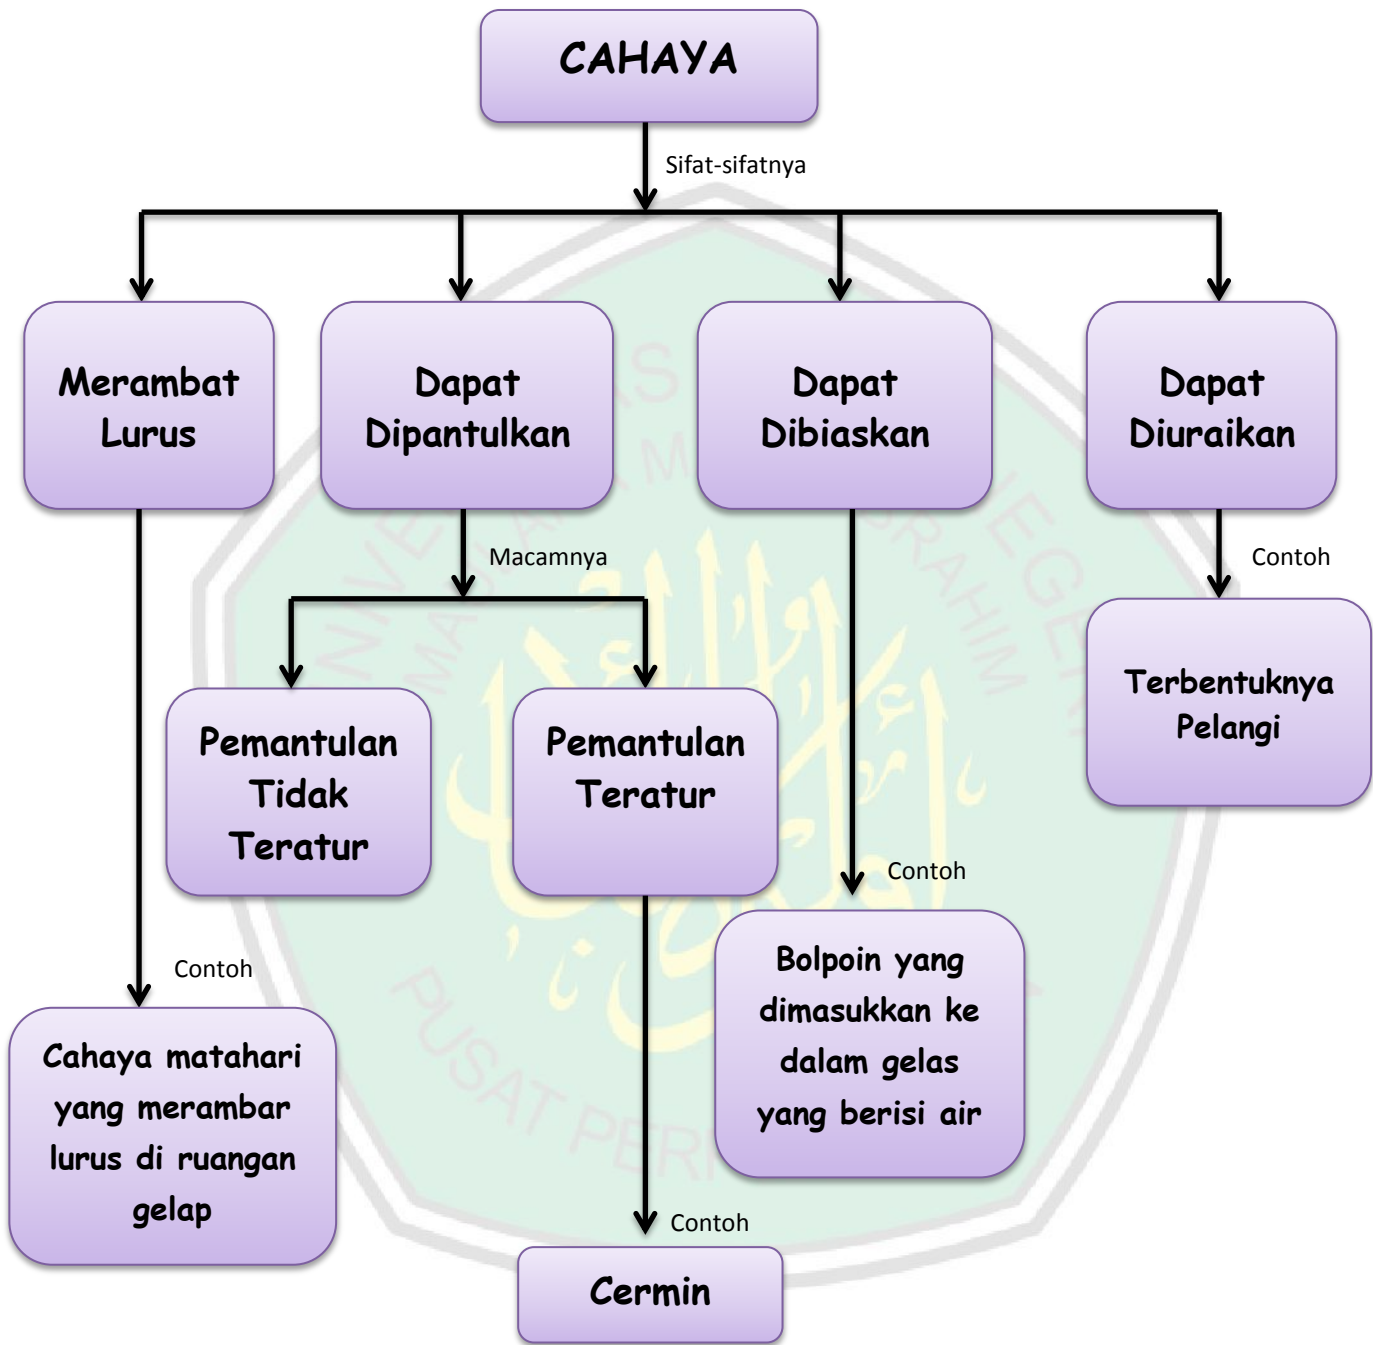 CAHAYA
Sifat-sifatnya
Merambat
Lurus
Dapat
Dipantulkan
Dapat
Dibiaskan
Dapat
Diuraikan
Macamnya
Contoh
Pemantulan
Tidak
Teratur
Pemantulan
Teratur
Terbentuknya
Pelangi
Contoh
Bolpoin yang
dimasukkan ke
dalam gelas
yang berisi air
Contoh
Cahaya matahari
yang merambar
lurus di ruangan
gelap
Contoh
Cermin